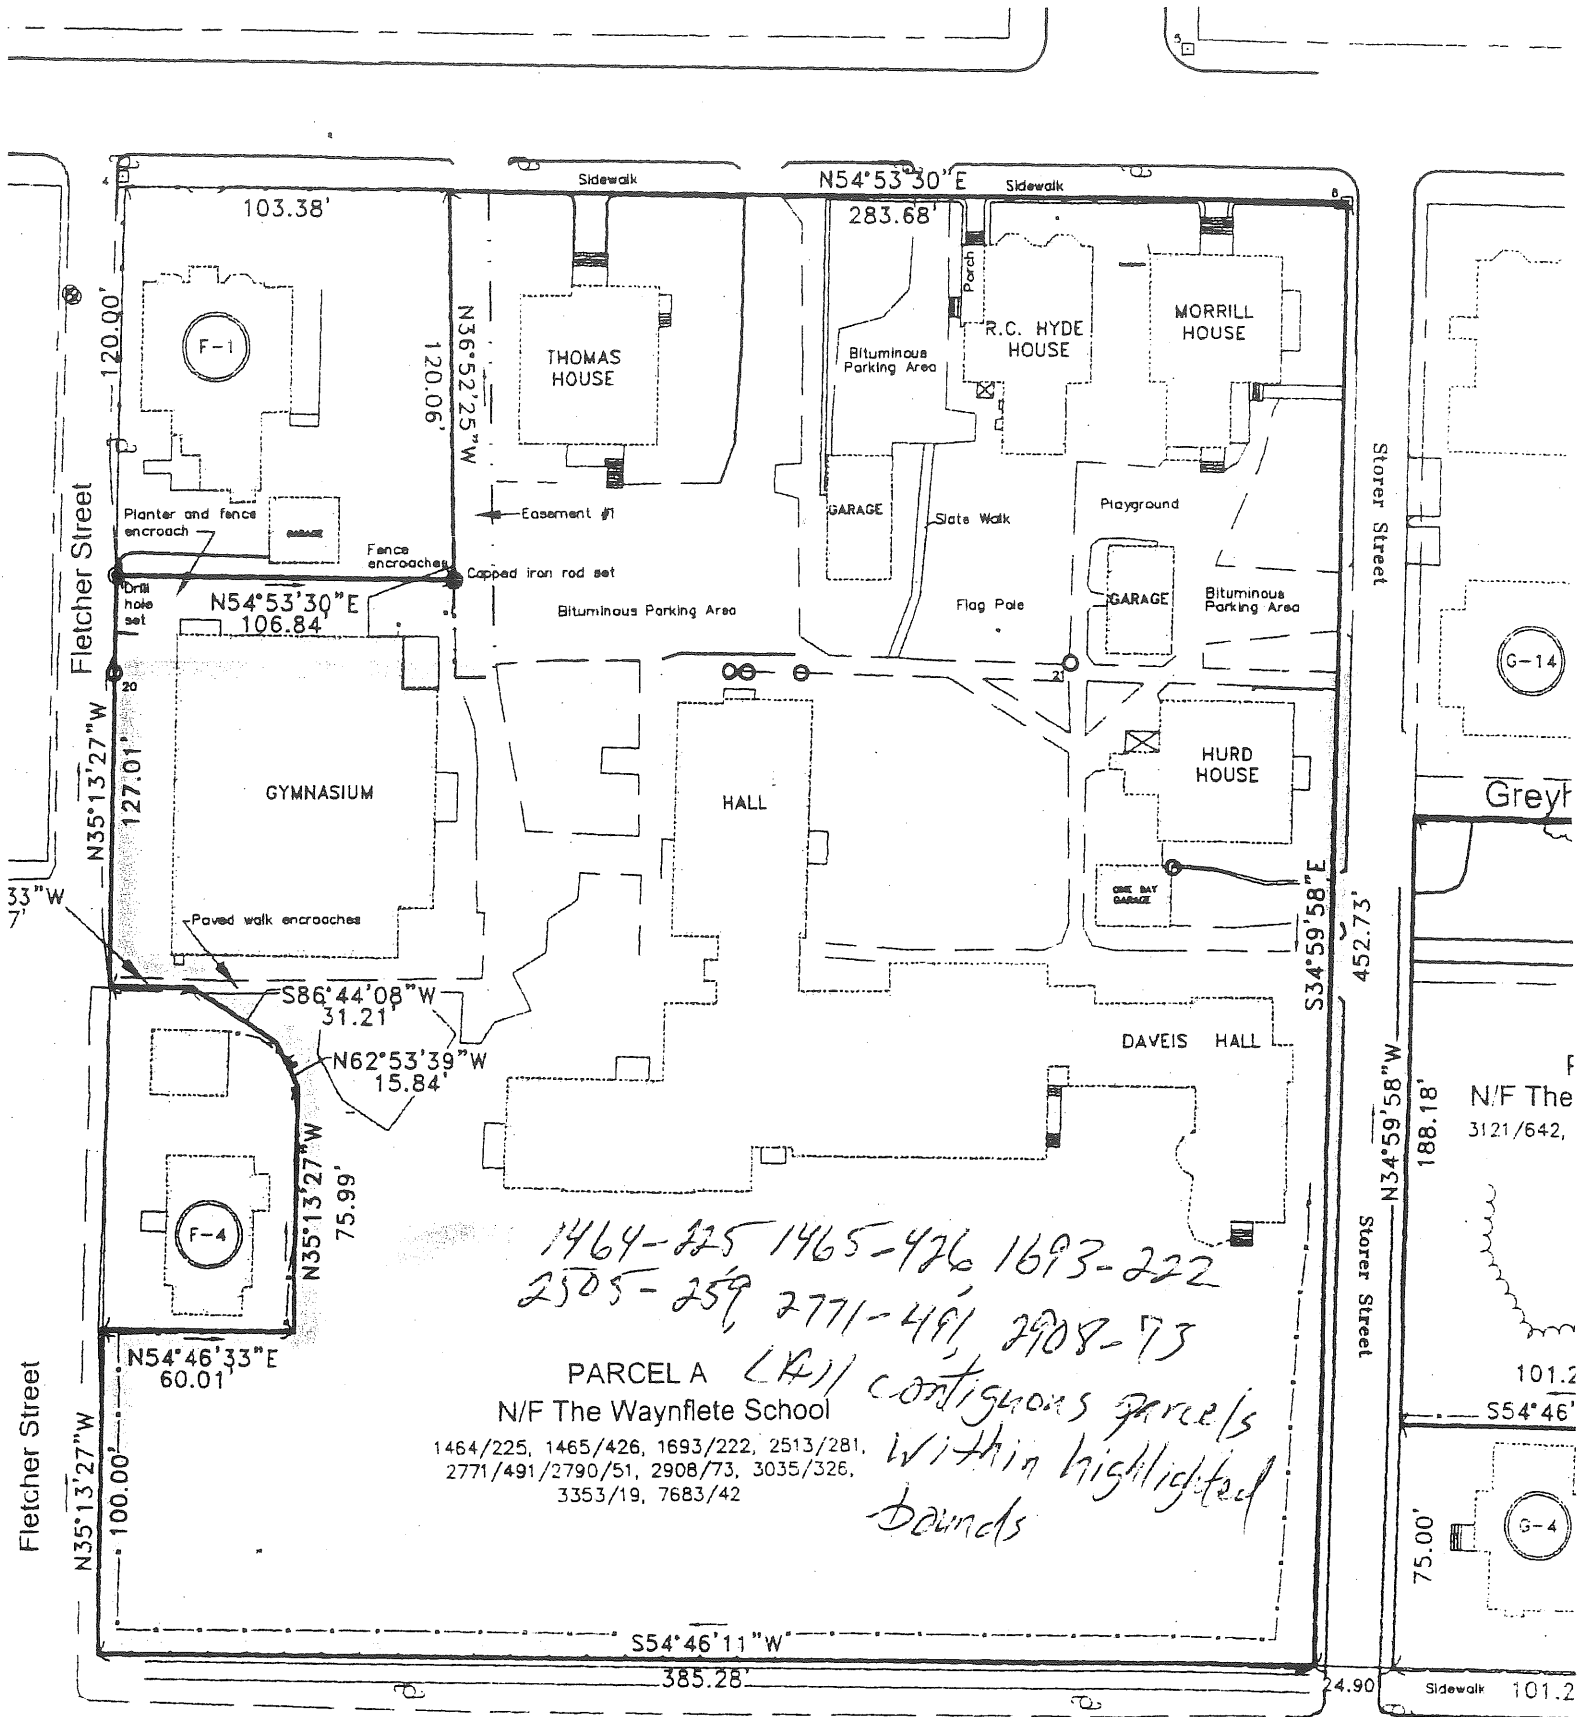 5
4
Sidewalk
N54°53'30"E
Sidewalk
8
103.38'
283.68'
120.00'
F-1
N36°52'25"W
120.06'
THOMAS
HOUSE
Bituminous
Parking Area
Porch
R.C. HYDE
HOUSE
MORRILL
HOUSE
Storer Street
Fletcher Street
Planter and fence
encroach
GARAGE
Fence
encroaches
Easement #1
GARAGE
Slate Walk
Playground
Capped iron rod set
Drill
hole
set
N54°53'30"E
106.84'
Bituminous Parking Area
Flag Pole
GARAGE
Bituminous
Parking Area
G-14
20
21
N35°13'27"W
127.01'
GYMNASIUM
HALL
HURD
HOUSE
Greyh
33"W
7'
Paved walk encroaches
GARAGE
S34°59'58"E
452.73'
S86°44'08"W
31.21'
N62°53'39"W
15.84'
DAVEIS HALL
N34°59'58"W
188.18'
N/F The
3121/642,
N35°13'27"W
75.99'
F-4
1464-225 1465-426, 1693-222
2505-259, 2771-491, 2908-73
Storer Street
N54°46'33"E
60.01'
PARCEL A
All contiguous parcels
within highlighted
bounds
N/F The Waynflete School
1464/225, 1465/426, 1693/222, 2513/281,
2771/491/2790/51, 2908/73, 3035/326,
3353/19, 7683/42
101.2
S54°46'
Fletcher Street
N35°13'27"W
100.00'
75.00'
G-4
S54°46'11"W
385.28'
24.90
Sidewalk
101.2